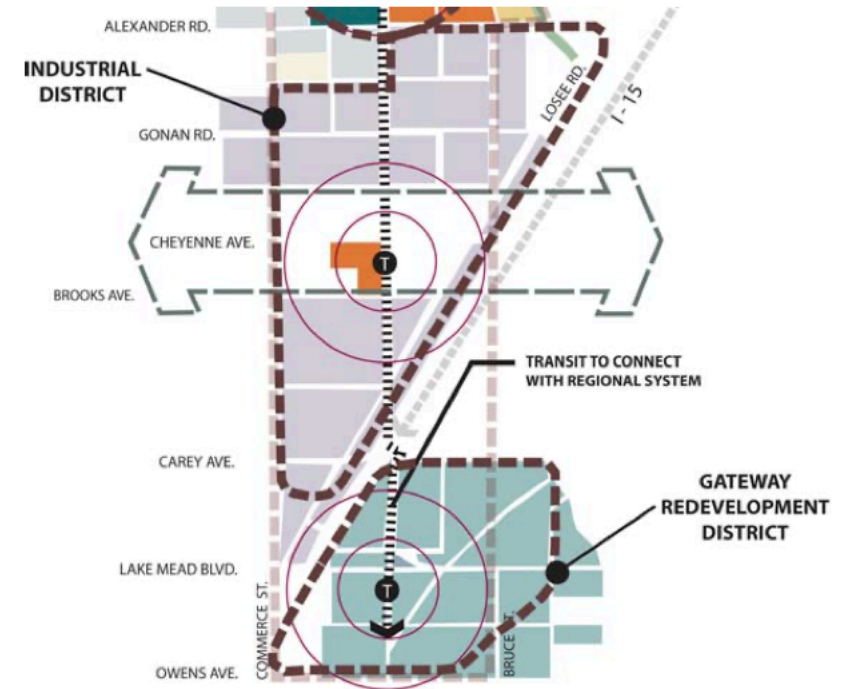 ALEXANDER RD.
INDUSTRIAL
DISTRICT
LOSEE RD.
I - 15
GONAN RD.
CHEYENNE AVE.
T
BROOKS AVE.
TRANSIT TO CONNECT
WITH REGIONAL SYSTEM
CAREY AVE.
GATEWAY
REDEVELOPMENT
DISTRICT
LAKE MEAD BLVD.
T
COMMERCE ST.
BRUCE ST.
OWENS AVE.